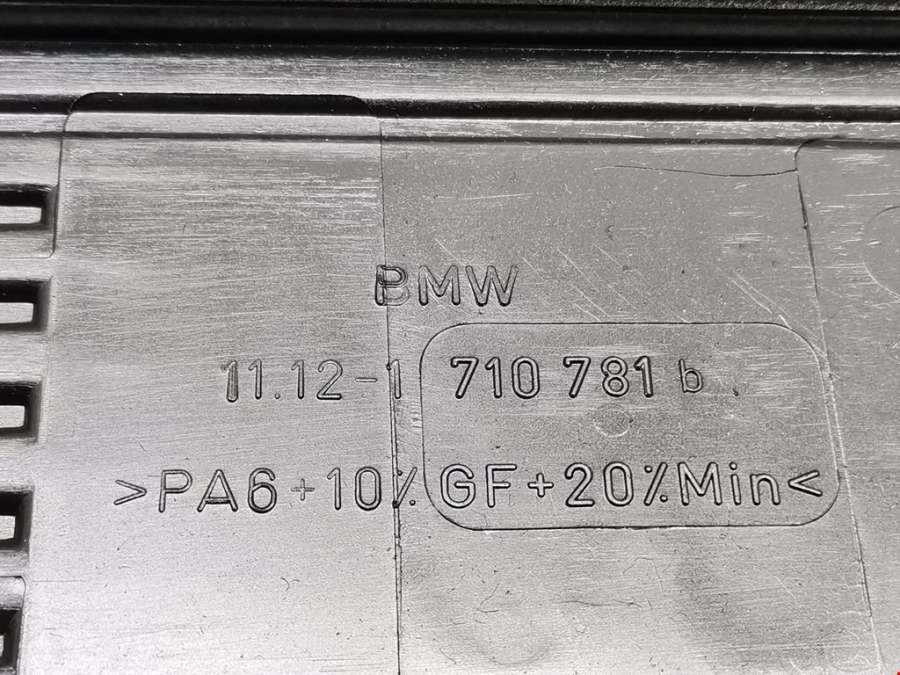 BMW
11.12-1 710 781 b
>PA6+10% GF+20%Min<